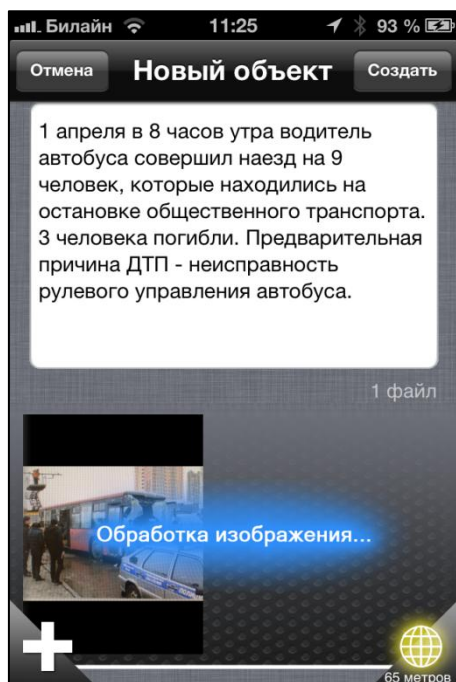 Билайн 11:25 93 %
Отмена Новый объект Создать
1 апреля в 8 часов утра водитель
автобуса совершил наезд на 9
человек, которые находились на
остановке общественного транспорта.
3 человека погибли. Предварительная
причина ДТП - неисправность
рулевого управления автобуса.
1 файл
Обработка изображения...
65 метров